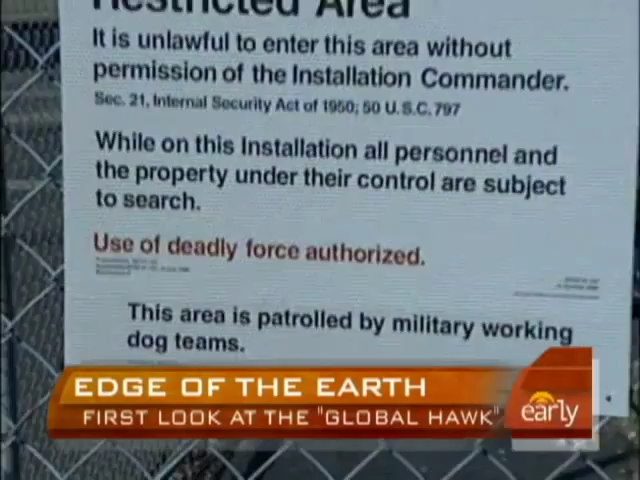 Restricted Area
It is unlawful to enter this area without
permission of the Installation Commander.
Sec. 21, Internal Security Act of 1950; 50 U.S.C. 797
While on this Installation all personnel and
the property under their control are subject
to search.
Use of deadly force authorized.
This area is patrolled by military working
dog teams.
EDGE OF THE EARTH
FIRST LOOK AT THE "GLOBAL HAWK"
early